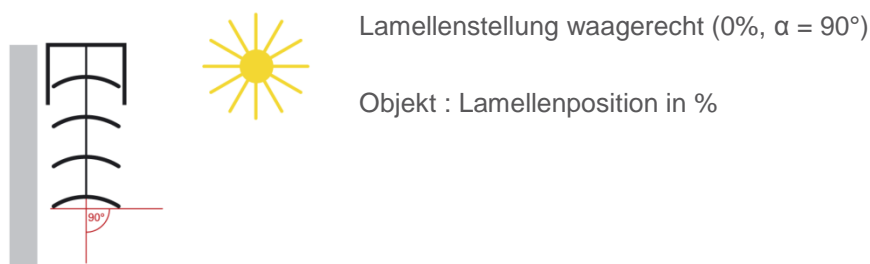 Lamellenstellung waagerecht (0%, α = 90°)
Objekt : Lamellenposition in %
90°